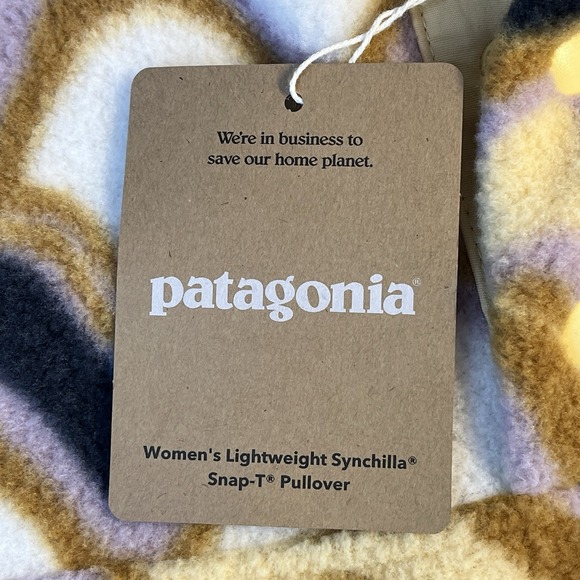 We're in business to
save our home planet.
patagonia®
Women's Lightweight Synchilla®
Snap-T® Pullover